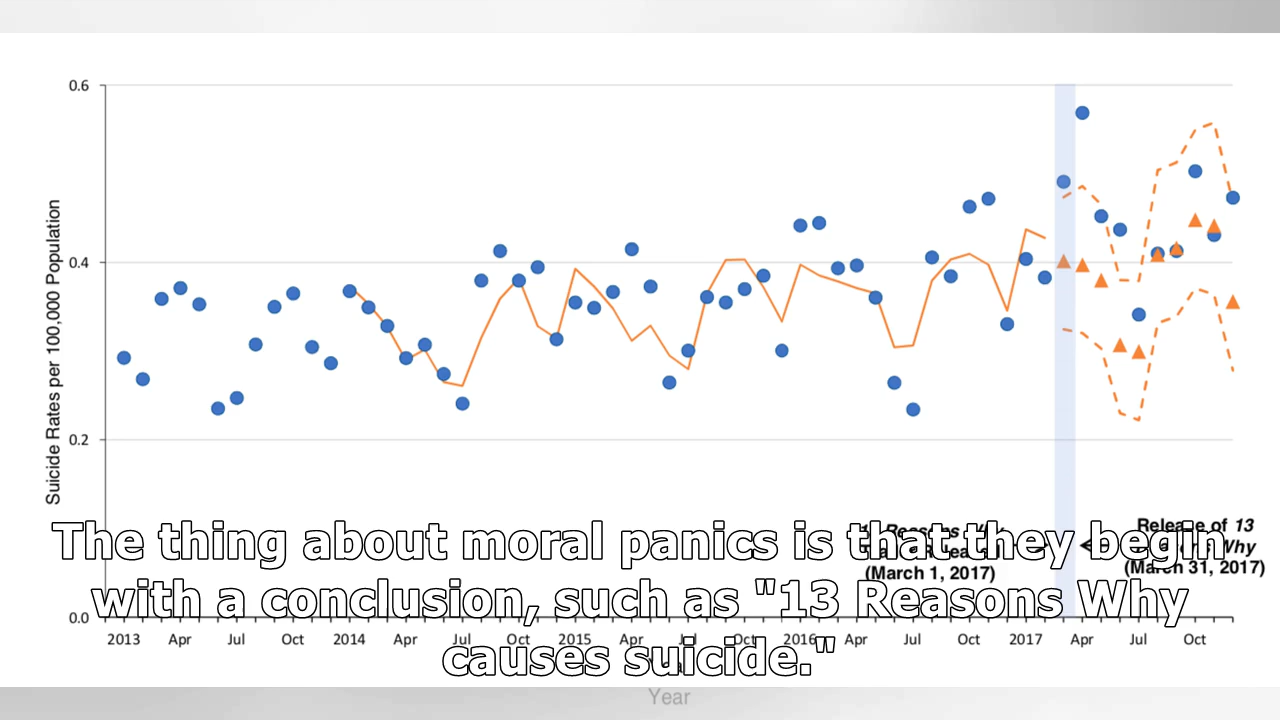 0.6
0.4
0.2
0.0
Suicide Rates per 100,000 Population
The thing about moral panics is that they begin
with a conclusion, such as "13 Reasons Why
causes suicide."
(March 1, 2017)
Release of 13
Why
(March 31, 2017)
2013 Apr Jul Oct 2014 Apr Jul Oct 2015 Apr Jul Oct 2016 Apr Jul Oct 2017 Apr Jul Oct
Year